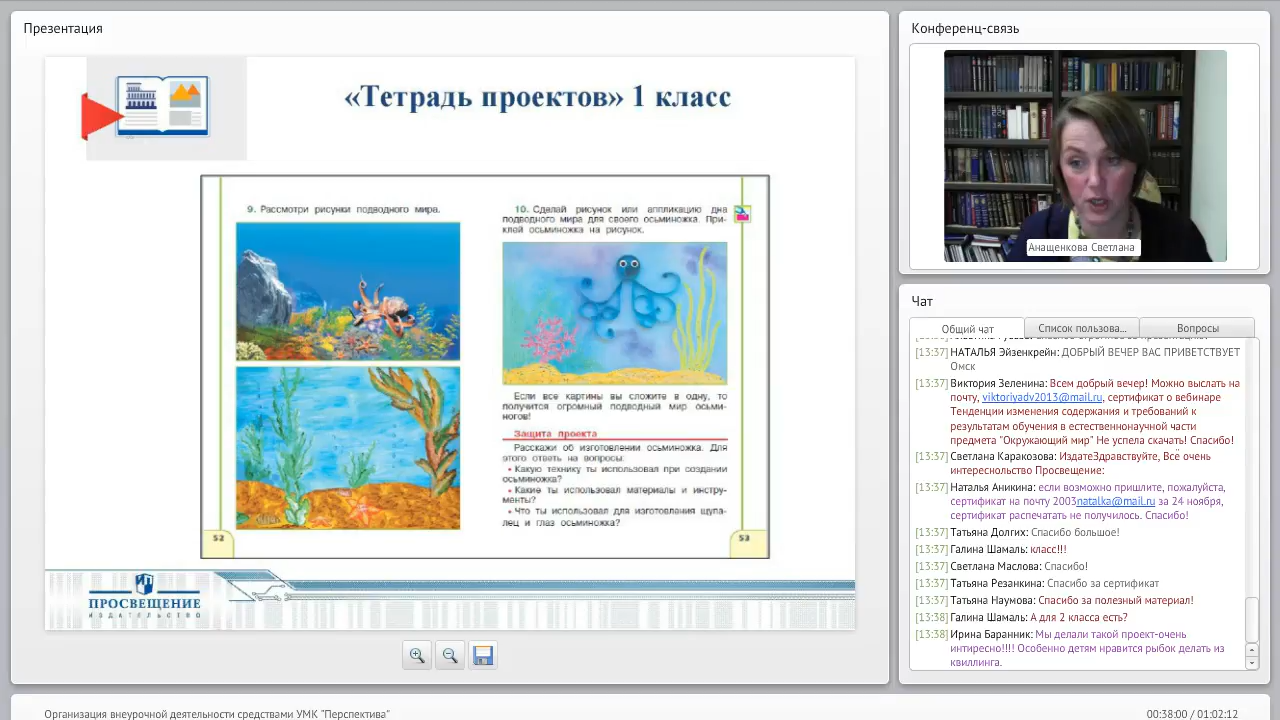 Презентация
«Тетрадь проектов» 1 класс
9. Рассмотри рисунки подводного мира.
52
10. Сделай рисунок или аппликацию дна
подводного мира для своего осьминожка. При-
клей осьминожка на рисунок.
Если все картины вы сложите в одну, то
получится огромный подводный мир осьми-
ногов!
Защита проекта
Расскажи об изготовлении осьминожка. Для
этого ответь на вопросы:
• Какую технику ты использовал при создании
осьминожка?
• Какие ты использовал материалы и инстру-
менты?
• Что ты использовал для изготовления щупа-
лец и глаз осьминожка?
53
ПРОСВЕЩЕНИЕ
ИЗДАТЕЛЬСТВО
Конференц-связь
Анащенкова Светлана
Чат
Общий чат
Список пользова...
Вопросы
[13:37] НАТАЛЬЯ Эйзенкрейн: ДОБРЫЙ ВЕЧЕР ВАС ПРИВЕТСТВУЕТ
Омск
[13:37] Виктория Зеленина: Всем добрый вечер! Можно выслать на
почту, viktoriyadv2013@mail.ru, сертификат о вебинаре
Тенденции изменения содержания и требований к
результатам обучения в естественнонаучной части
предмета "Окружающий мир" Не успела скачать!
[13:37] Светлана Каракозова: ИздатеЗдравствуйте, Всё очень
интереснольство Просвещение:
[13:37] Наталья Аникина: если возможно пришлите, пожалуйста,
сертификат на почту 2003natalka@mail.ru за 24 ноября,
сертификат распечатать не получилось. Спасибо!
[13:37] Татьяна Долгих: Спасибо большое!
[13:37] Галина Шамаль: класс!!!
[13:37] Светлана Маслова: Спасибо!
[13:37] Татьяна Резанкина: Спасибо за сертификат
[13:37] Татьяна Наумова: Спасибо за полезный материал!
[13:38] Галина Шамаль: А для 2 класса есть?
[13:38] Ирина Баранник: Мы делали такой проект-очень
интиресно!!!! Особенно детям нравится рыбок делать из
квиллинга.
Организация внеурочной деятельности средствами УМК "Перспектива"
00:38:00 / 01:02:12